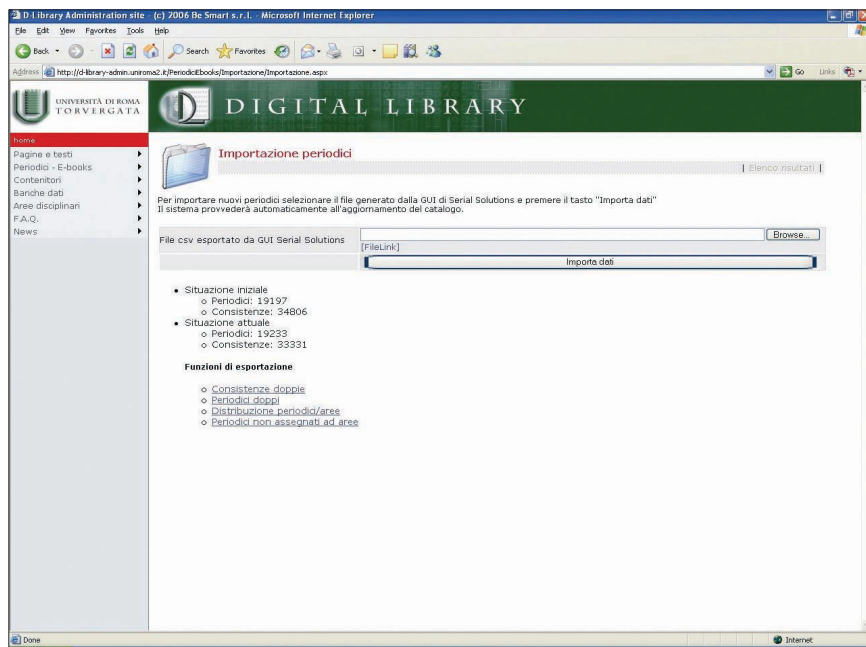 D-Library Administration site - (c) 2006 Be Smart s.r.l. - Microsoft Internet Explorer
File Edit View Favorites Tools Help
Back Search Favorites
Address http://d-library-admin.uniroma2.it/PeriodiciEbooks/Importazione/Importazione.aspx Go Links
UNIVERSITÀ DI ROMA
TORVERGATA
D DIGITAL LIBRARY
home
Pagine e testi
Periodici - E-books
Contenitori
Banche dati
Aree disciplinari
F.A.Q.
News
Importazione periodici
| Elenco risultati |
Per importare nuovi periodici selezionare il file generato dalla GUI di Serial Solutions e premere il tasto "Importa dati"
Il sistema provvederà automaticamente all'aggiornamento del catalogo.
File csv esportato da GUI Serial Solutions Browse...
[FileLink]
Importa dati
Situazione iniziale
Periodici: 19197
Consistenze: 34806
Situazione attuale
Periodici: 19233
Consistenze: 33331
Funzioni di esportazione
Consistenze doppie
Periodici doppi
Distribuzione periodici/aree
Periodici non assegnati ad aree
Done Internet